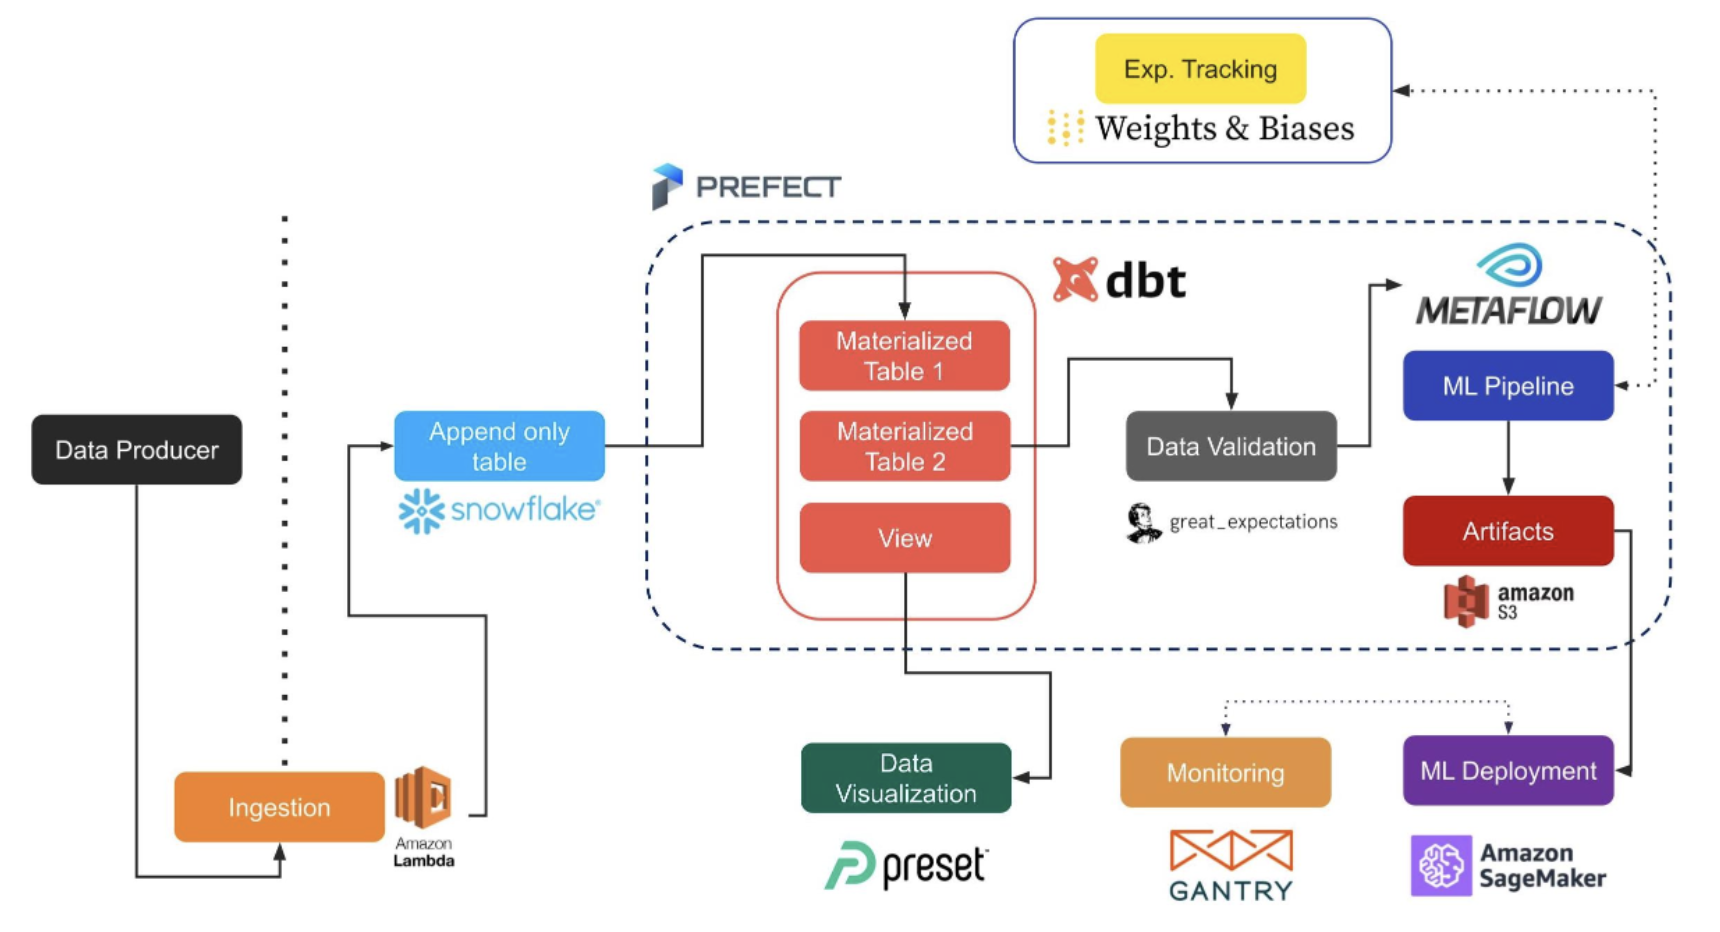 Exp. Tracking
Weights & Biases
PREFECT
dbt
METAFLOW
Materialized
Table 1
ML Pipeline
Data Producer
Append only
table
snowflake®
Materialized
Table 2
Data Validation
great_expectations
View
Artifacts
amazon
S3
Ingestion
Amazon
Lambda
Data
Visualization
preset™
Monitoring
GANTRY
ML Deployment
Amazon
SageMaker